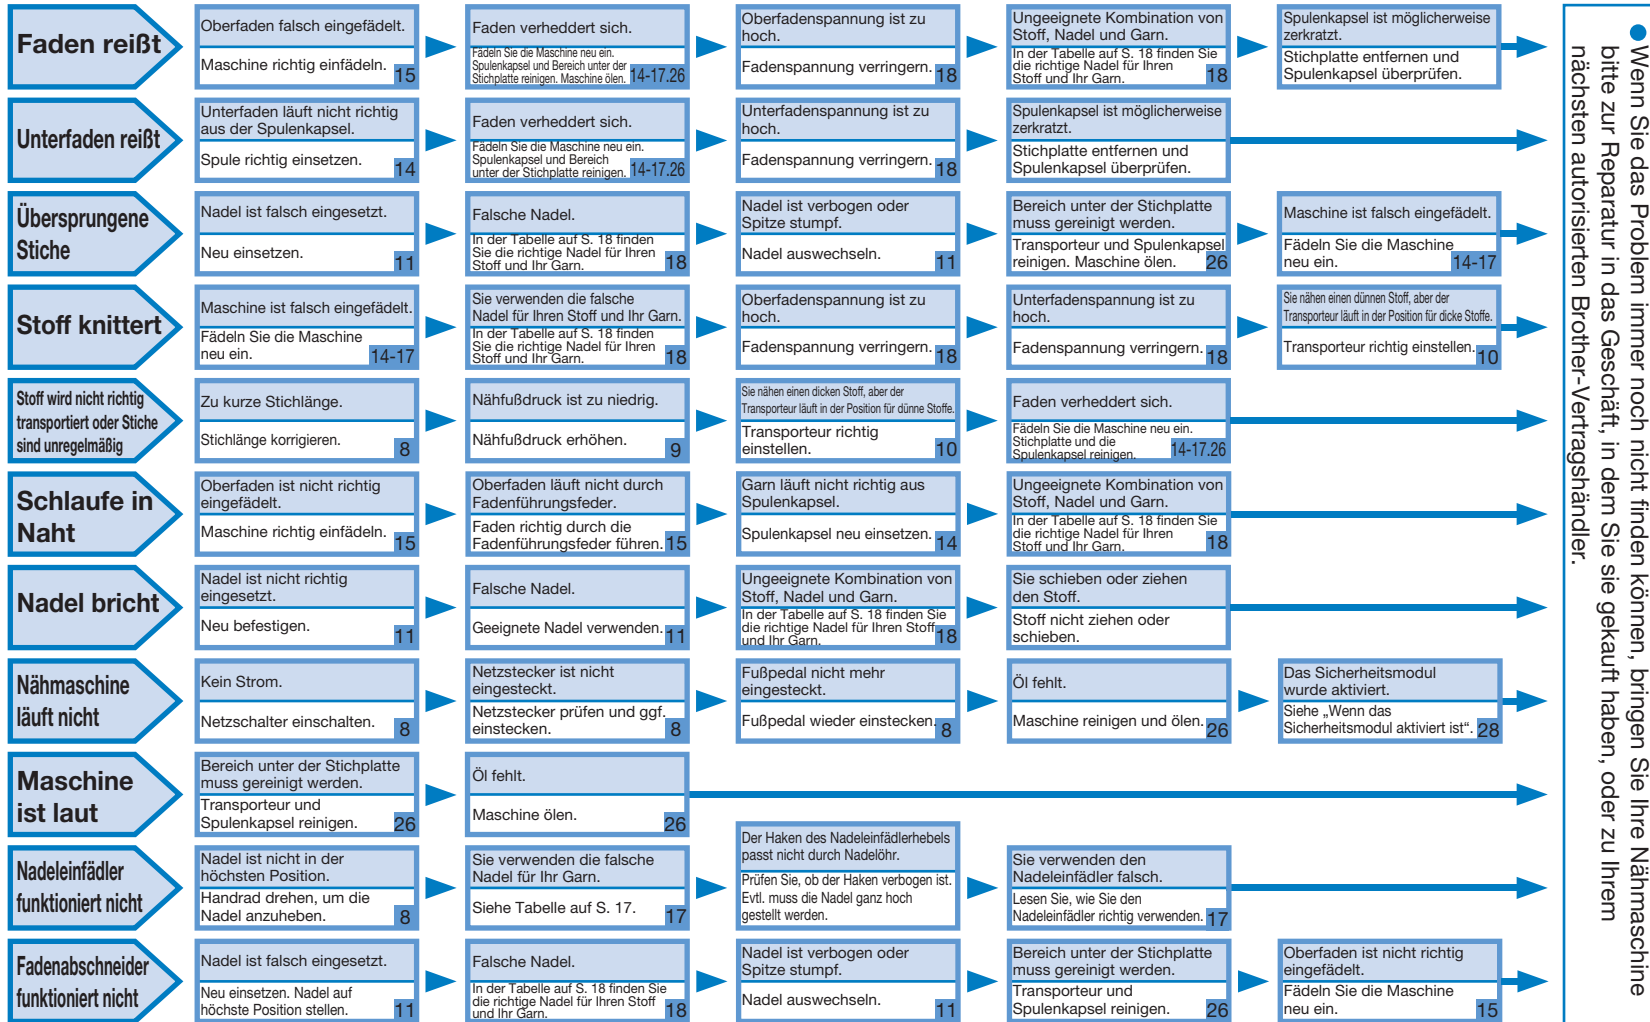 Faden reißt
Oberfaden falsch eingefädelt.
Maschine richtig einfädeln.
15
Faden verheddert sich.
Fädeln Sie die Maschine neu ein.
Spulenkapsel und Bereich unter der
Stichplatte reinigen. Maschine ölen.
14-17.26
Oberfadenspannung ist zu
hoch.
Fadenspannung verringern.
18
Ungeeignete Kombination von
Stoff, Nadel und Garn.
In der Tabelle auf S. 18 finden Sie
die richtige Nadel für Ihren
Stoff und Ihr Garn.
18
Spulenkapsel ist möglicherweise
zerkratzt.
Stichplatte entfernen und
Spulenkapsel überprüfen.
Unterfaden reißt
Unterfaden läuft nicht richtig
aus der Spulenkapsel.
Spule richtig einsetzen.
14
Faden verheddert sich.
Fädeln Sie die Maschine neu ein.
Spulenkapsel und Bereich
unter der Stichplatte reinigen.
14-17.26
Unterfadenspannung ist zu
hoch.
Fadenspannung verringern.
18
Spulenkapsel ist möglicherweise
zerkratzt.
Stichplatte entfernen und
Spulenkapsel überprüfen.
Übersprungene
Stiche
Nadel ist falsch eingesetzt.
Neu einsetzen.
11
Falsche Nadel.
In der Tabelle auf S. 18 finden
Sie die richtige Nadel für Ihren
Stoff und Ihr Garn.
18
Nadel ist verbogen oder
Spitze stumpf.
Nadel auswechseln.
11
Bereich unter der Stichplatte
muss gereinigt werden.
Transporteur und Spulenkapsel
reinigen. Maschine ölen.
26
Maschine ist falsch eingefädelt.
Fädeln Sie die Maschine
neu ein.
14-17
Stoff knittert
Maschine ist falsch eingefädelt.
Fädeln Sie die Maschine
neu ein.
14-17
Sie verwenden die falsche
Nadel für Ihren Stoff und Ihr Garn.
In der Tabelle auf S. 18 finden
Sie die richtige Nadel für Ihren
Stoff und Ihr Garn.
18
Oberfadenspannung ist zu
hoch.
Fadenspannung verringern.
18
Unterfadenspannung ist zu
hoch.
Fadenspannung verringern.
18
Sie nähen einen dünnen Stoff, aber der
Transporteur läuft in der Position für dicke Stoffe.
Transporteur richtig einstellen.
10
Stoff wird nicht richtig
transportiert oder Stiche
sind unregelmäßig
Zu kurze Stichlänge.
Stichlänge korrigieren.
8
Nähfußdruck ist zu niedrig.
Nähfußdruck erhöhen.
9
Sie nähen einen dicken Stoff, aber der
Transporteur läuft in der Position für dünne Stoffe.
Transporteur richtig
einstellen.
10
Faden verheddert sich.
Fädeln Sie die Maschine neu ein.
Stichplatte und die
Spulenkapsel reinigen.
14-17.26
Schlaufe in
Naht
Oberfaden ist nicht richtig
eingefädelt.
Maschine richtig einfädeln.
15
Oberfaden läuft nicht durch
Fadenführungsfeder.
Faden richtig durch die
Fadenführungsfeder führen.
15
Garn läuft nicht richtig aus
Spulenkapsel.
Spulenkapsel neu einsetzen.
14
Ungeeignete Kombination von
Stoff, Nadel und Garn.
In der Tabelle auf S. 18 finden Sie
die richtige Nadel für Ihren
Stoff und Ihr Garn.
18
Nadel bricht
Nadel ist nicht richtig
eingesetzt.
Neu befestigen.
11
Falsche Nadel.
Geeignete Nadel verwenden.
11
Ungeeignete Kombination von
Stoff, Nadel und Garn.
In der Tabelle auf S. 18 finden Sie
die richtige Nadel für Ihren Stoff
und Ihr Garn.
18
Sie schieben oder ziehen
den Stoff.
Stoff nicht ziehen oder
schieben.
Nähmaschine
läuft nicht
Kein Strom.
Netzschalter einschalten.
8
Netzstecker ist nicht
eingesteckt.
Netzstecker prüfen und ggf.
einstecken.
8
Fußpedal nicht mehr
eingesteckt.
Fußpedal wieder einstecken.
8
Öl fehlt.
Maschine reinigen und ölen.
26
Das Sicherheitsmodul
wurde aktiviert.
Siehe „Wenn das
Sicherheitsmodul aktiviert ist“.
28
Maschine
ist laut
Bereich unter der Stichplatte
muss gereinigt werden.
Transporteur und
Spulenkapsel reinigen.
26
Öl fehlt.
Maschine ölen.
26
Nadeleinfädler
funktioniert nicht
Nadel ist nicht in der
höchsten Position.
Handrad drehen, um die
Nadel anzuheben.
8
Sie verwenden die falsche
Nadel für Ihr Garn.
Siehe Tabelle auf S. 17.
17
Der Haken des Nadeleinfädlerhebels
passt nicht durch Nadelöhr.
Prüfen Sie, ob der Haken verbogen ist.
Evtl. muss die Nadel ganz hoch
gestellt werden.
Sie verwenden den
Nadeleinfädler falsch.
Lesen Sie, wie Sie den
Nadeleinfädler richtig verwenden.
17
Fadenabschneider
funktioniert nicht
Nadel ist falsch eingesetzt.
Neu einsetzen. Nadel auf
höchste Position stellen.
11
Falsche Nadel.
In der Tabelle auf S. 18 finden Sie
die richtige Nadel für Ihren Stoff
und Ihr Garn.
18
Nadel ist verbogen oder
Spitze stumpf.
Nadel auswechseln.
11
Bereich unter der Stichplatte
muss gereinigt werden.
Transporteur und
Spulenkapsel reinigen.
26
Oberfaden ist nicht richtig
eingefädelt.
Fädeln Sie die Maschine
neu ein.
15
● Wenn Sie das Problem immer noch nicht finden können, bringen Sie Ihre Nähmaschine
bitte zur Reparatur in das Geschäft, in dem Sie sie gekauft haben, oder zu Ihrem
nächsten autorisierten Brother-Vertragshändler.